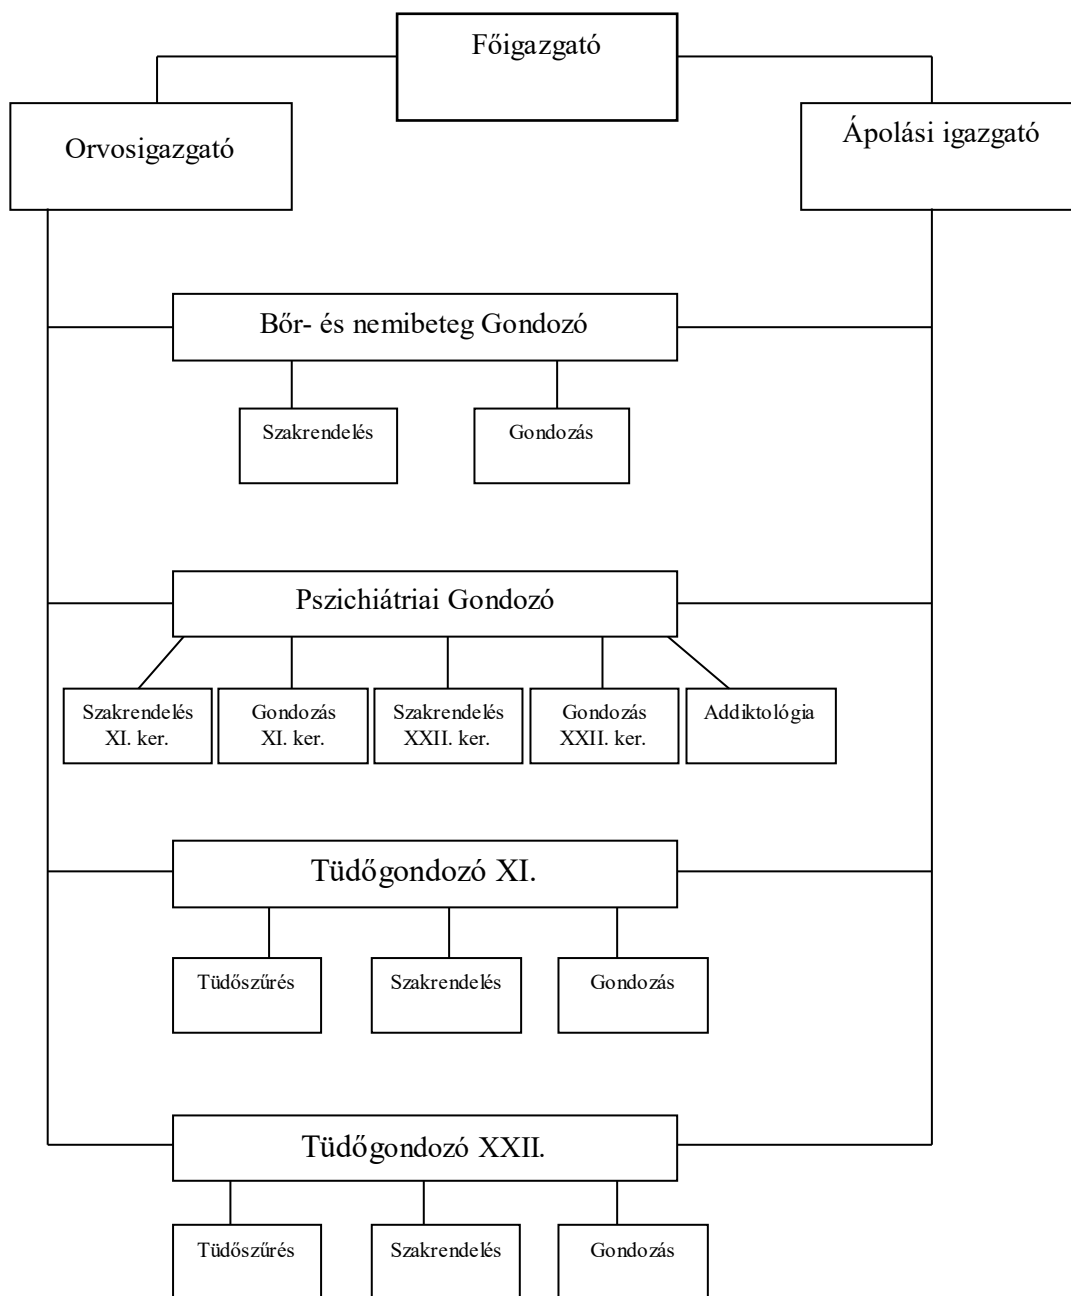 Főigazgató
Orvosigazgató
Ápolási igazgató
Bőr- és nemibeteg Gondozó
Szakrendelés
Gondozás
Pszichiátriai Gondozó
Szakrendelés
XI. ker.
Gondozás
XI. ker.
Szakrendelés
XXII. ker.
Gondozás
XXII. ker.
Addiktológia
Tüdőgondozó XI.
Tüdőszűrés
Szakrendelés
Gondozás
Tüdőgondozó XXII.
Tüdőszűrés
Szakrendelés
Gondozás